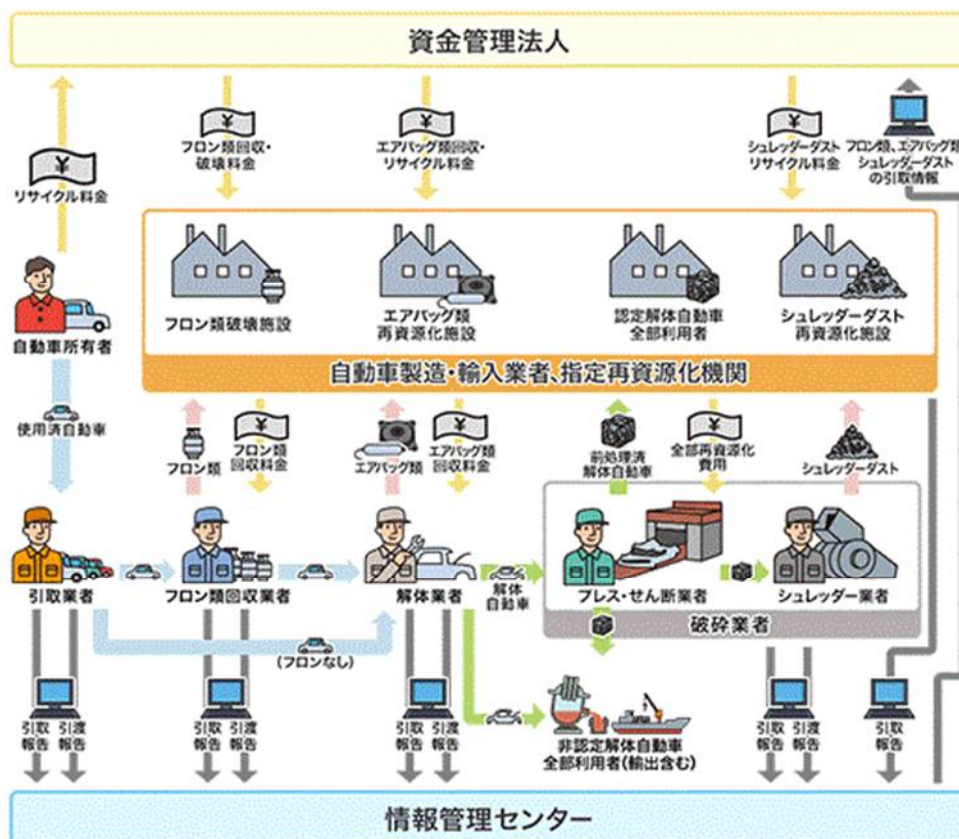 資金管理法人
リサイクル料金
フロン類回収・
破壊料金
エアバッグ類回収・
リサイクル料金
シュレッダーダスト
リサイクル料金
フロン類、エアバッグ類
シュレッダーダスト
の引取情報
自動車所有者
フロン類破壊施設
エアバッグ類
再資源化施設
認定解体自動車
全部利用者
シュレッダーダスト
再資源化施設
自動車製造・輸入業者、指定再資源化機関
使用済自動車
フロン類
フロン類
回収料金
エアバッグ類
エアバッグ類
回収料金
前処理済
解体自動車
全部再資源化
費用
シュレッダーダスト
引取業者
フロン類回収業者
解体業者
解体
自動車
プレス・せん断業者
シュレッダー業者
破砕業者
(フロンなし)
引取
報告
引渡
報告
引取
報告
引渡
報告
引取
報告
引渡
報告
非認定解体自動車
全部利用者(輸出含む)
引取
報告
引渡
報告
引取
報告
情報管理センター